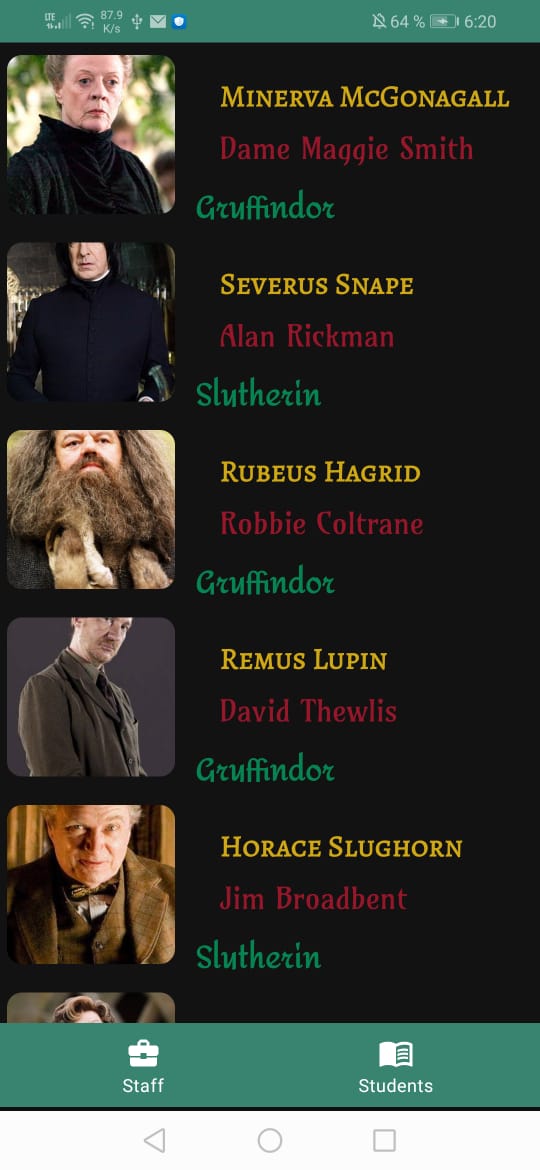 LTE 87.9 K/s 64 % 6:20
Minerva McGonagall
Dame Maggie Smith
Gryffindor
Severus Snape
Alan Rickman
Slytherin
Rubeus Hagrid
Robbie Coltrane
Gryffindor
Remus Lupin
David Thewlis
Gryffindor
Horace Slughorn
Jim Broadbent
Slytherin
Staff Students